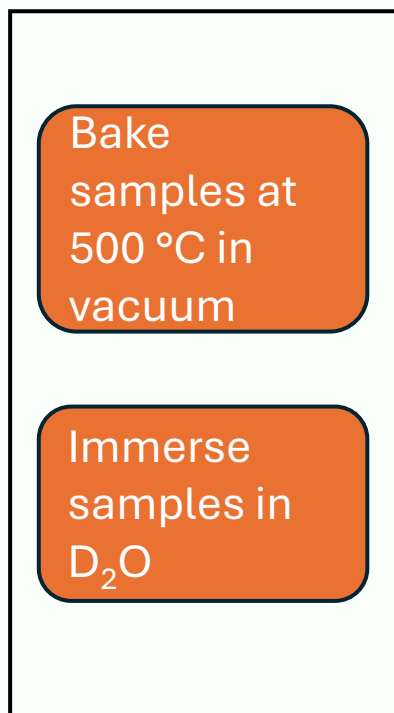 Bake
samples at
500 °C in
vacuum
Immerse
samples in
D₂O